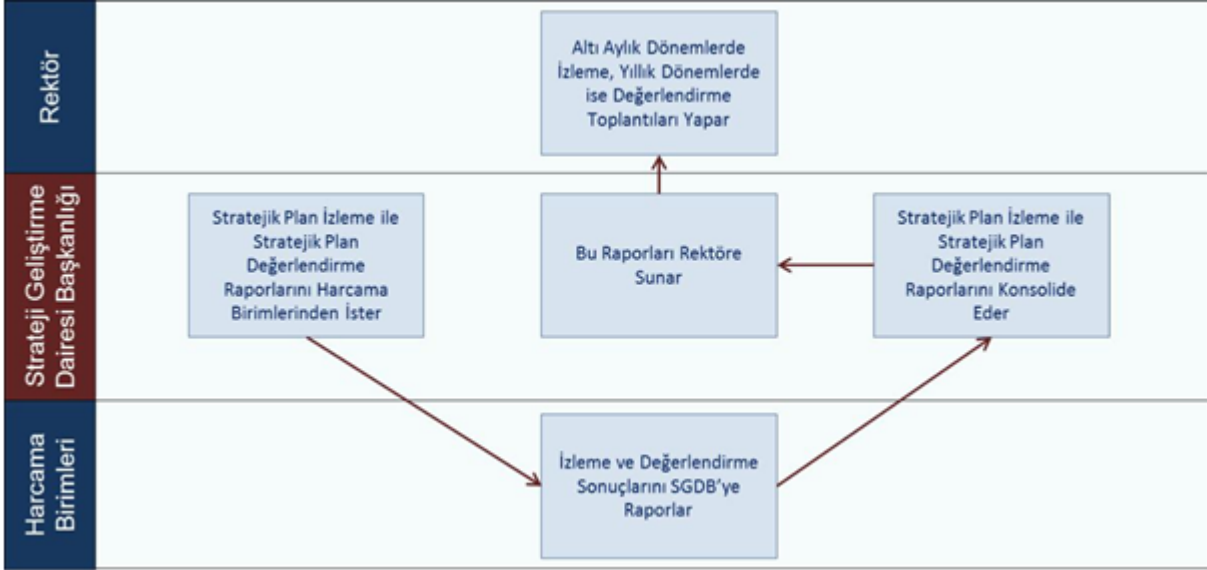 Rektör
Altı Aylık Dönemlerde
İzleme, Yıllık Dönemlerde
ise Değerlendirme
Toplantıları Yapar
Strateji Geliştirme
Dairesi Başkanlığı
Stratejik Plan İzleme ile
Stratejik Plan
Değerlendirme
Raporlarını Harcama
Birimlerinden İster
Bu Raporları Rektöre
Sunar
Stratejik Plan İzleme ile
Stratejik Plan
Değerlendirme
Raporlarını Konsolide
Eder
Harcama
Birimleri
İzleme ve Değerlendirme
Sonuçlarını SGDB'ye
Raporlar